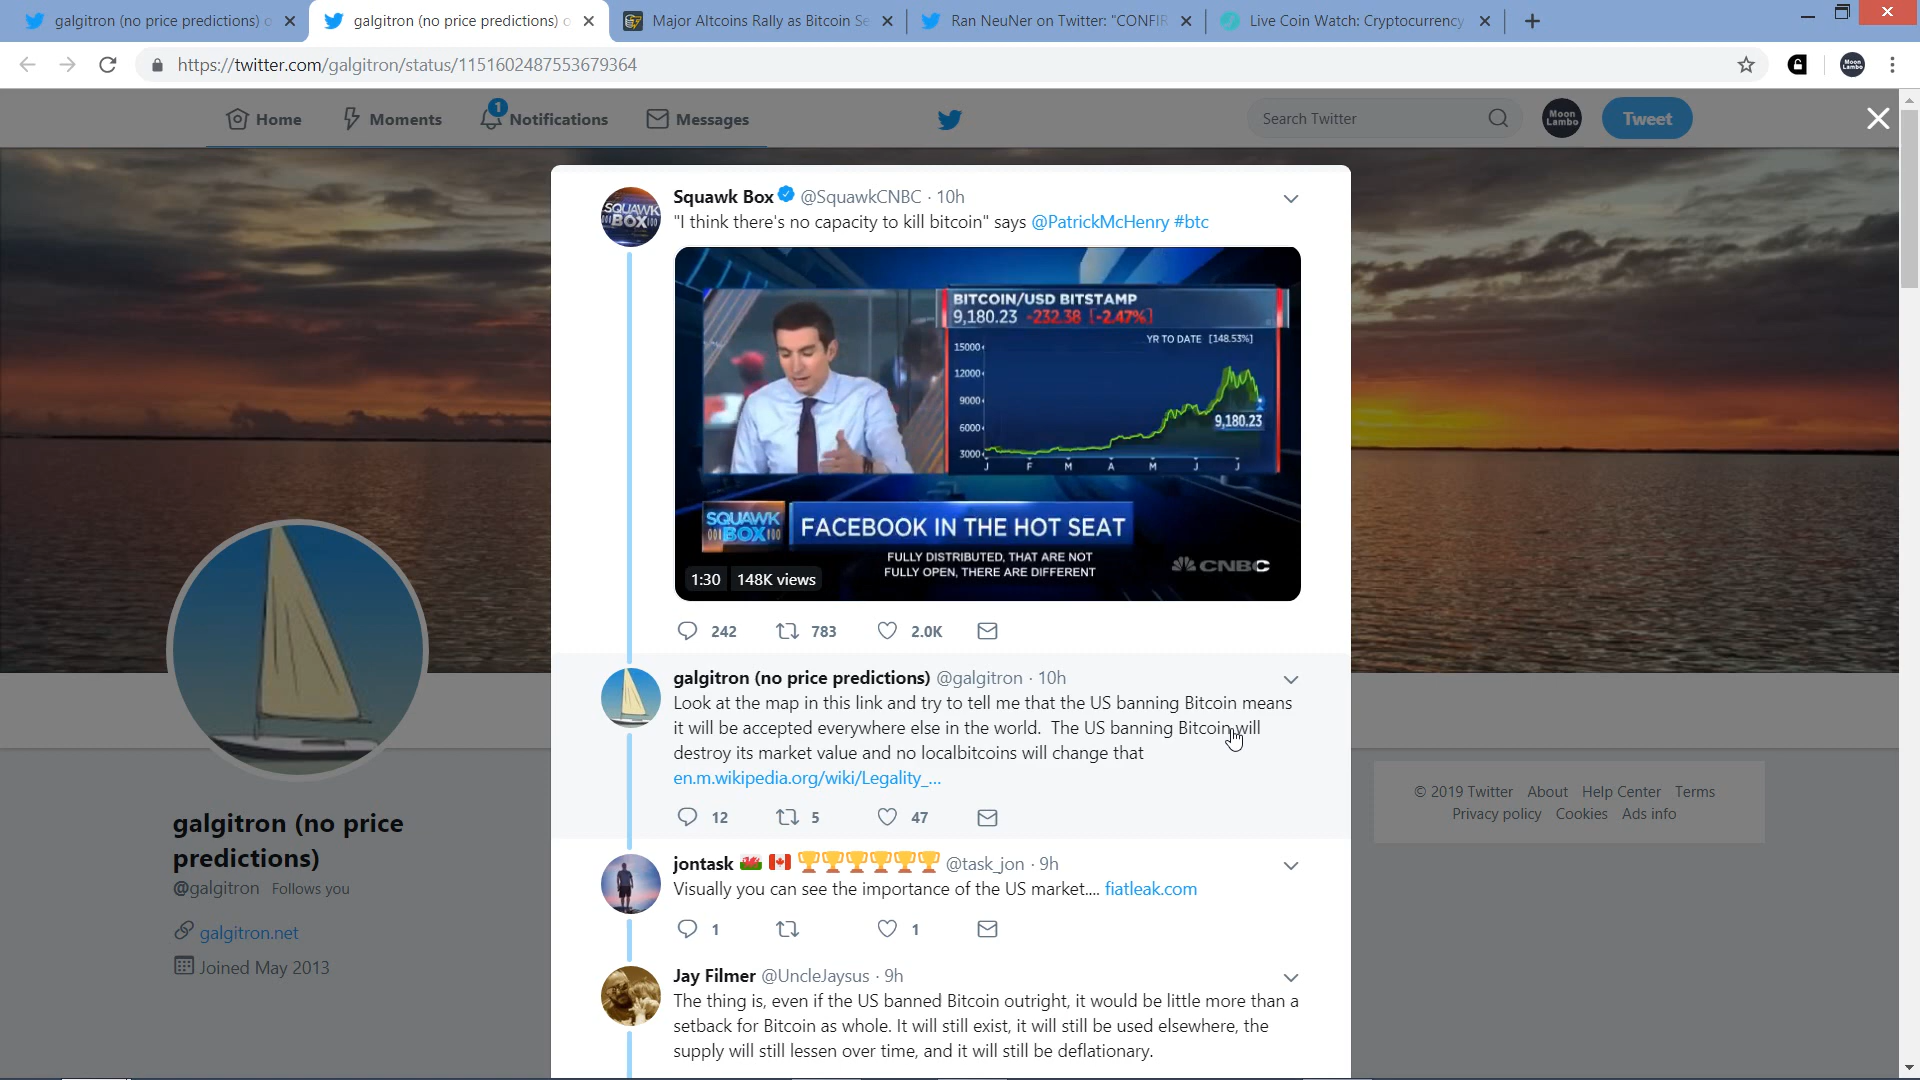 galgitron (no price predictions) o
galgitron (no price predictions) o
Major Altcoins Rally as Bitcoin Se
Ran NeuNer on Twitter: "CONFIR
Live Coin Watch: Cryptocurrency
https://twitter.com/galgitron/status/1151602487553679364
Moon
Lambo
Home
Moments
1
Notifications
Messages
Search Twitter
Moon
Lambo
Tweet
Squawk Box @SquawkCNBC · 10h
"I think there's no capacity to kill bitcoin" says @PatrickMcHenry #btc
SQUAWK
BOX
BITCOIN/USD BITSTAMP
9,180.23 -232.38 [-2.47%]
YR TO DATE [148.53%]
15000
12000
9000
6000
3000
9,180.23
J F M A M J J
SQUAWK
BOX
FACEBOOK IN THE HOT SEAT
FULLY DISTRIBUTED, THAT ARE NOT
FULLY OPEN, THERE ARE DIFFERENT
CNBC
1:30 148K views
242 783 2.0K
galgitron (no price predictions) @galgitron · 10h
Look at the map in this link and try to tell me that the US banning Bitcoin means
it will be accepted everywhere else in the world. The US banning Bitcoin will
destroy its market value and no localbitcoins will change that
en.m.wikipedia.org/wiki/Legality_...
12 5 47
jontask @task_jon · 9h
Visually you can see the importance of the US market.... fiatleak.com
1 1
Jay Filmer @UncleJaysus · 9h
The thing is, even if the US banned Bitcoin outright, it would be little more than a
setback for Bitcoin as whole. It will still exist, it will still be used elsewhere, the
supply will still lessen over time, and it will still be deflationary.
galgitron (no price
predictions)
@galgitron Follows you
galgitron.net
Joined May 2013
© 2019 Twitter About Help Center Terms
Privacy policy Cookies Ads info